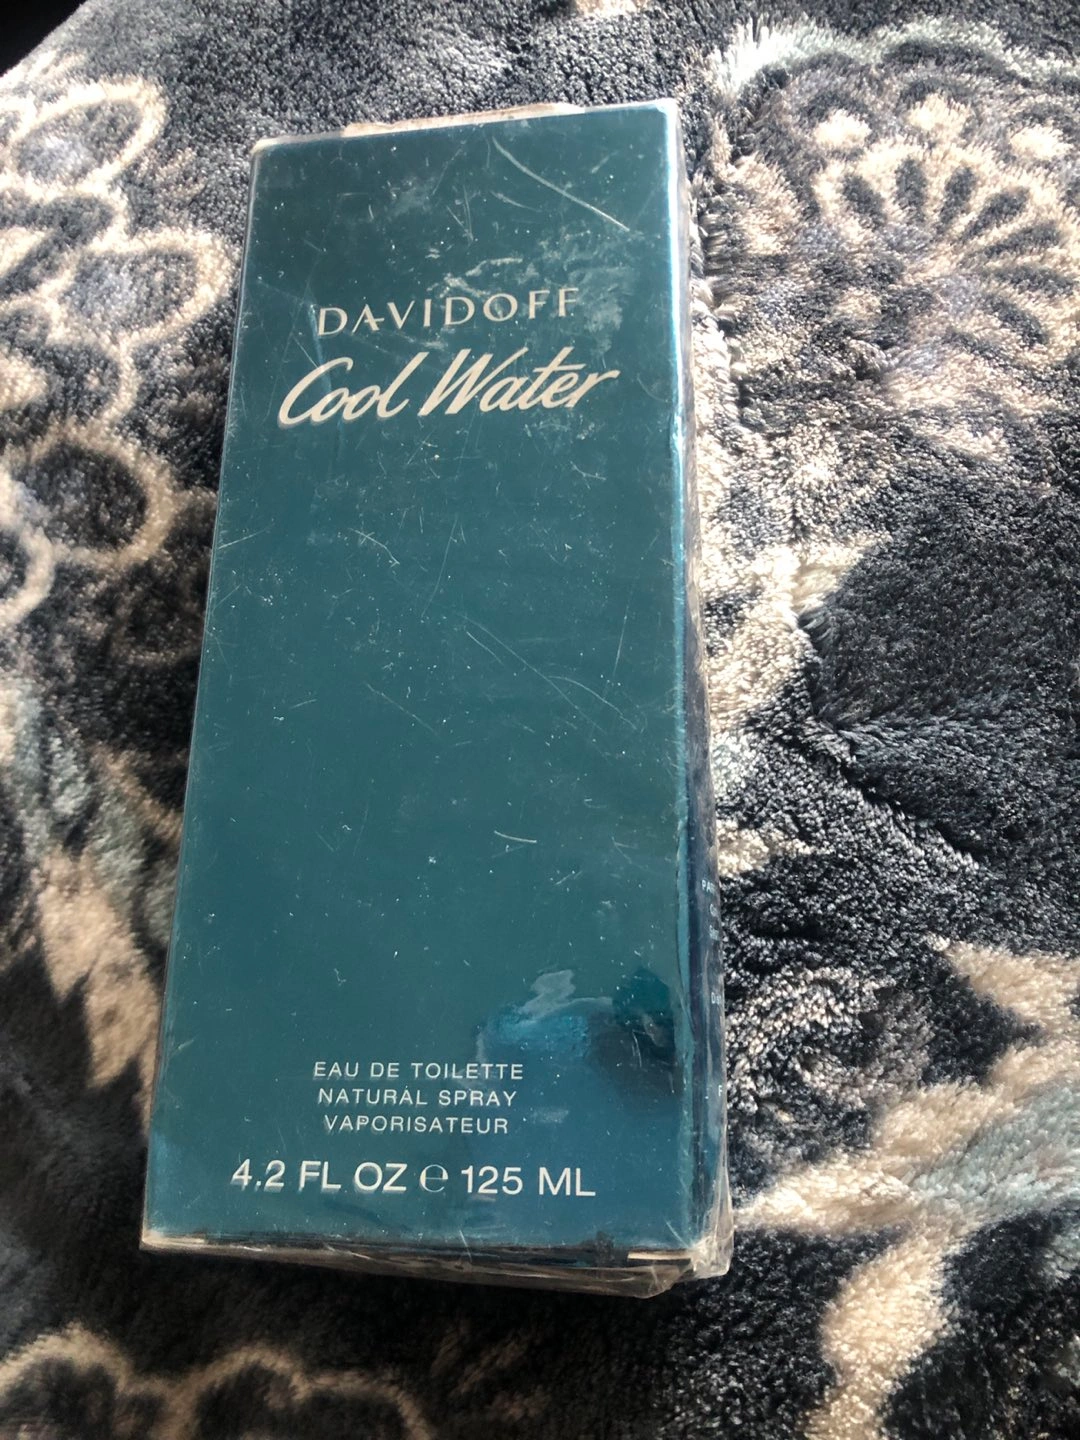 DAVIDOFF
Cool Water
EAU DE TOILETTE
NATURAL SPRAY
VAPORISATEUR
4.2 FL OZ ℮ 125 ML